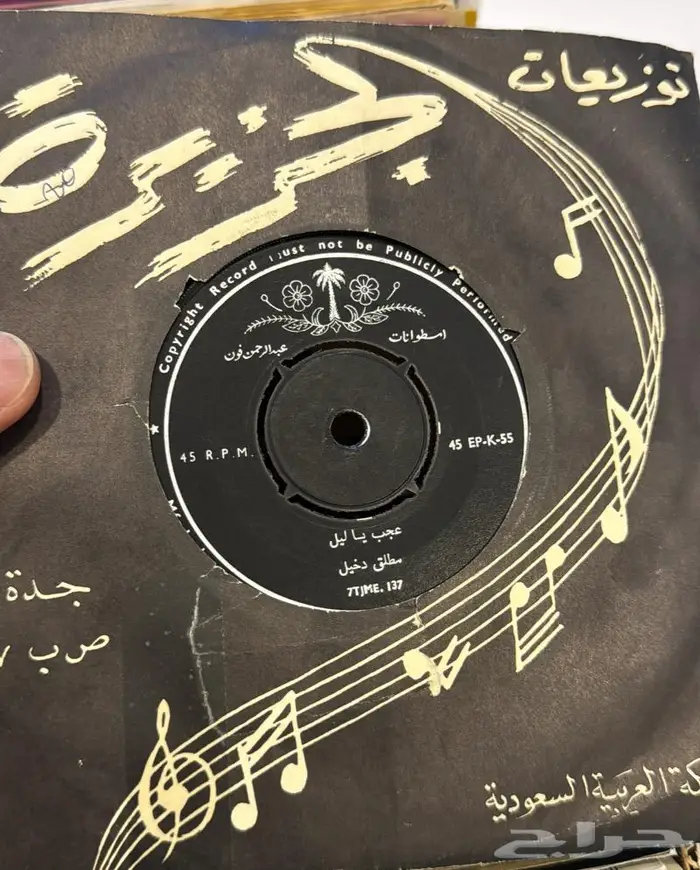 توزيعات
الجزيرة
Copyright Record must not be Publicly Performed
اسطوانات
عبدالرحمن فون
45 R.P.M.
45 EP-K-55
عجب يا ليل
مطلق دخيل
7TJME. 137
جدة
ص ب
العربية السعودية
حراج